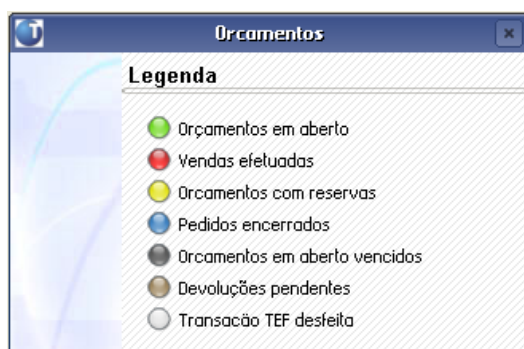 Orcamentos
Legenda
Orçamentos em aberto
Vendas efetuadas
Orcamentos com reservas
Pedidos encerrados
Orcamentos em aberto vencidos
Devoluções pendentes
Transacão TEF desfeita